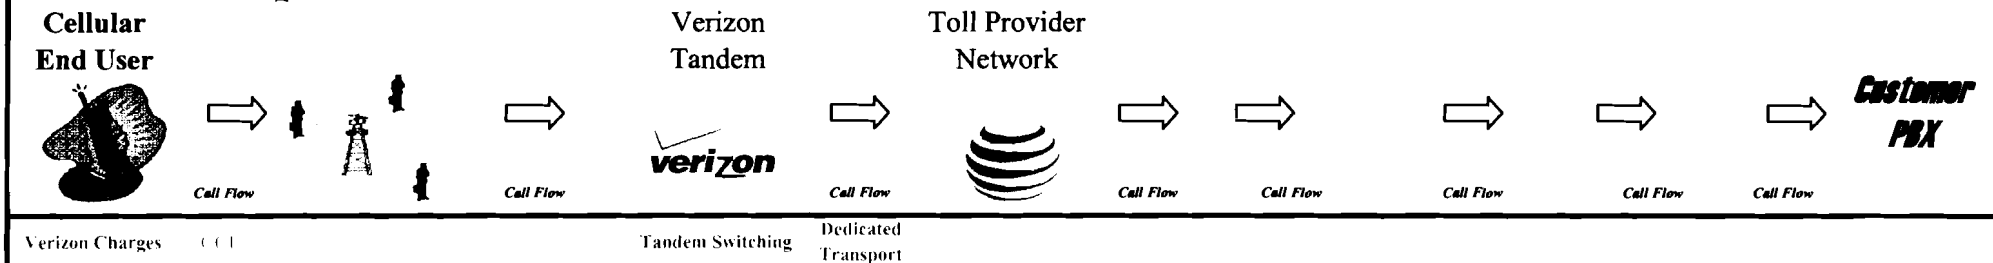 Cellular
End User
Verizon
Tandem
Toll Provider
Network
verizon
Customer
PBX
Call Flow
Call Flow
Call Flow
Call Flow
Call Flow
Call Flow
Call Flow
Call Flow
Verizon Charges
Tandem Switching
Dedicated
Transport